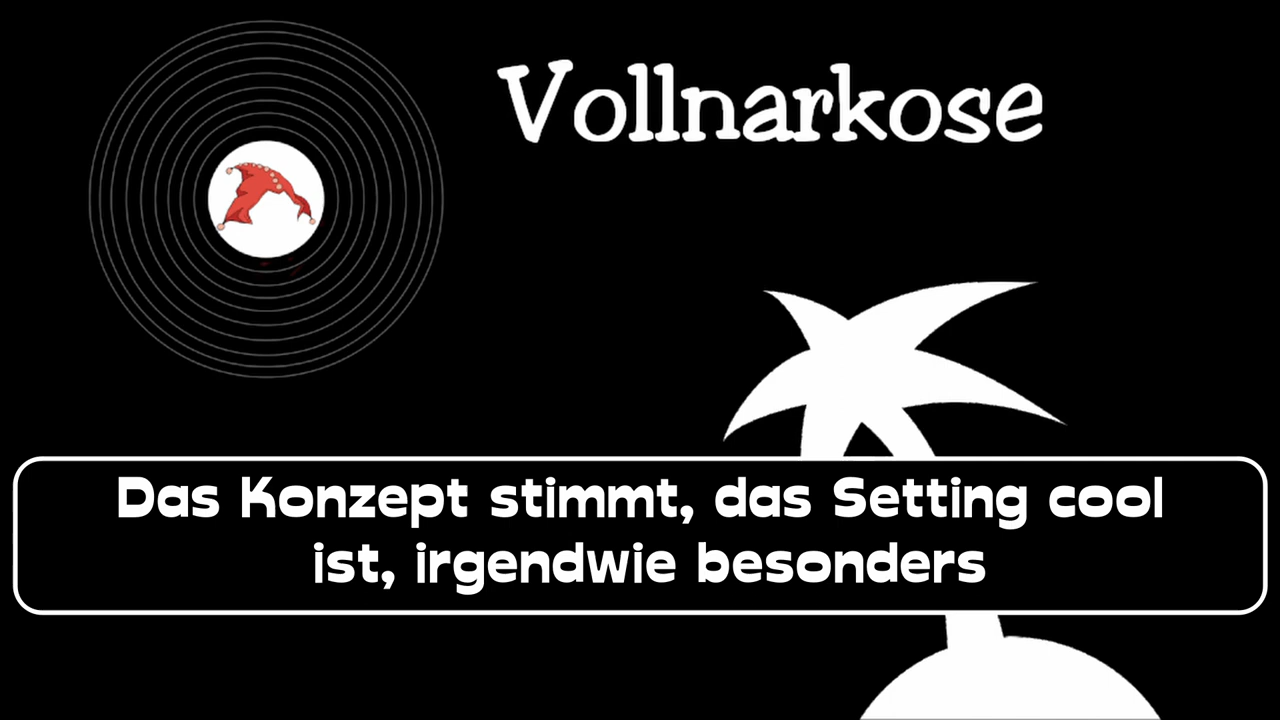 Vollnarkose
Das Konzept stimmt, das Setting cool
ist, irgendwie besonders